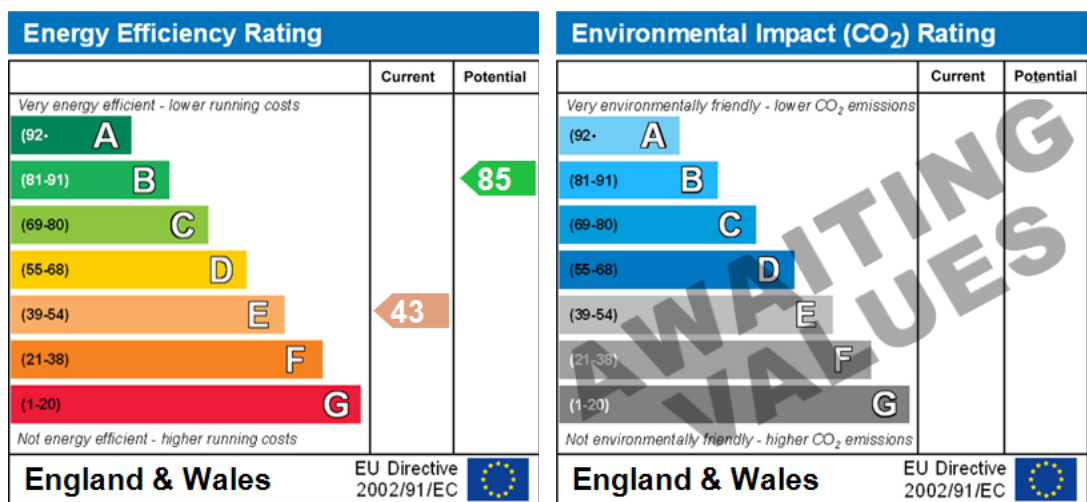 Energy Efficiency Rating
Current Potential
Very energy efficient - lower running costs
(92+ A
(81-91) B
85
(69-80) C
(55-68) D
(39-54) E
43
(21-38) F
(1-20) G
Not energy efficient - higher running costs
England & Wales
EU Directive
2002/91/EC
Environmental Impact (CO₂) Rating
Current Potential
Very environmentally friendly - lower CO₂ emissions
(92+ A
(81-91) B
(69-80) C
(55-68) D
(39-54) E
(21-38) F
(1-20) G
AWAITING
VALUES
Not environmentally friendly - higher CO₂ emissions
England & Wales
EU Directive
2002/91/EC